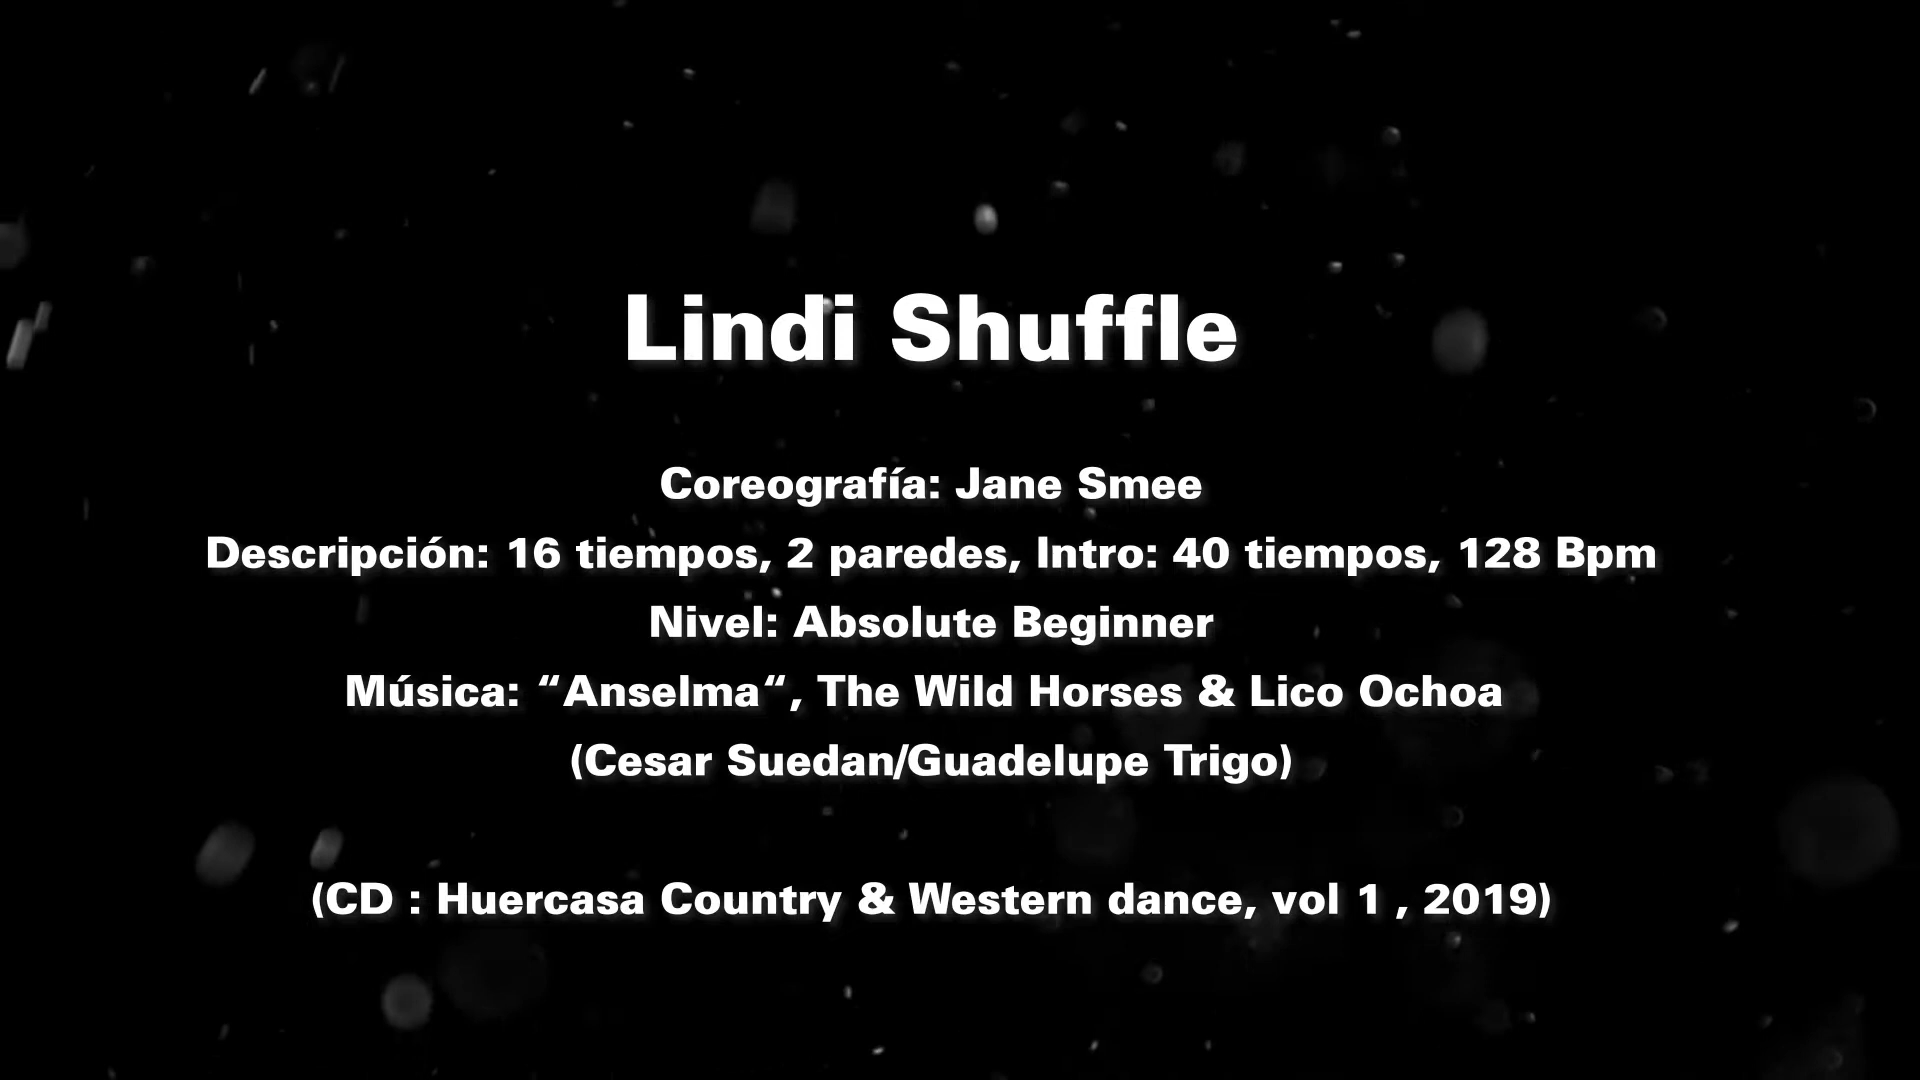 Lindi Shuffle
Coreografía: Jane Smee
Descripción: 16 tiempos, 2 paredes, Intro: 40 tiempos, 128 Bpm
Nivel: Absolute Beginner
Música: “Anselma“, The Wild Horses & Lico Ochoa
(Cesar Suedan/Guadelupe Trigo)
(CD : Huercasa Country & Western dance, vol 1 , 2019)